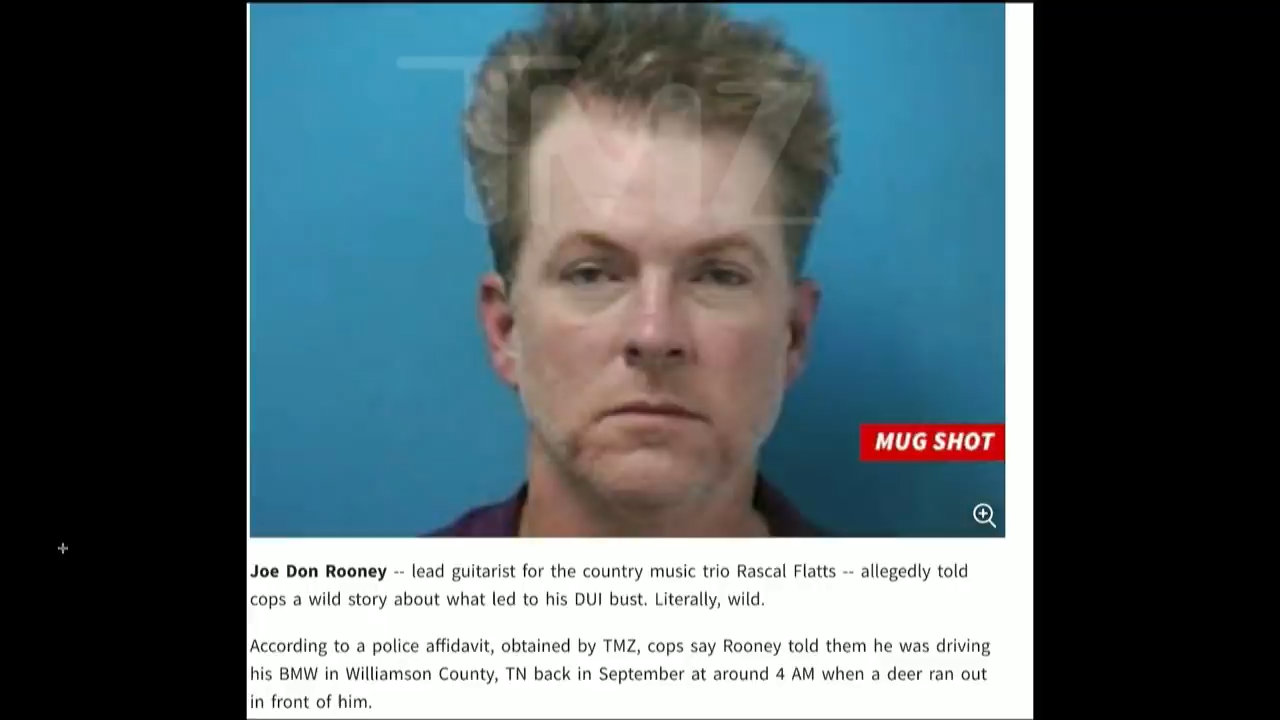 TMZ
MUG SHOT
Joe Don Rooney -- lead guitarist for the country music trio Rascal Flatts -- allegedly told
cops a wild story about what led to his DUI bust. Literally, wild.
According to a police affidavit, obtained by TMZ, cops say Rooney told them he was driving
his BMW in Williamson County, TN back in September at around 4 AM when a deer ran out
in front of him.